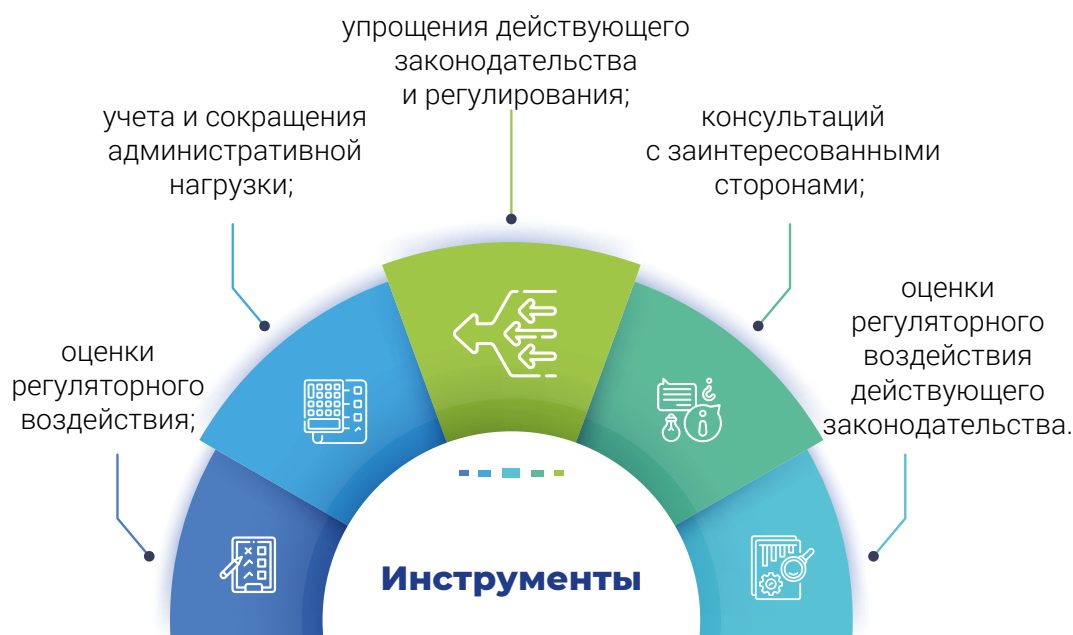 упрощения действующего
законодательства
и регулирования;
учета и сокращения
административной
нагрузки;
консультаций
с заинтересованными
сторонами;
оценки
регуляторного
воздействия;
оценки
регуляторного
воздействия
действующего
законодательства.
Инструменты